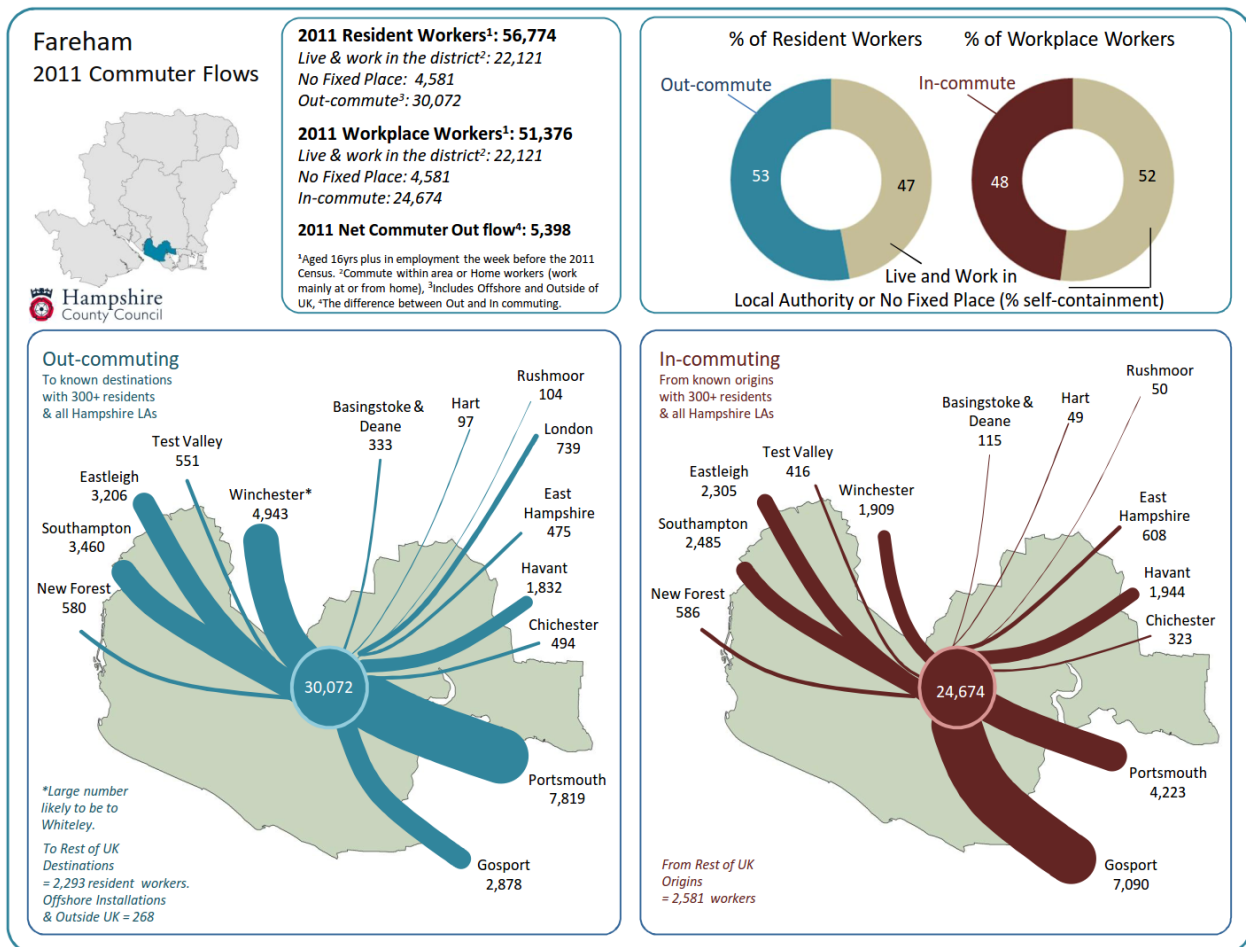 Fareham
2011 Commuter Flows
Hampshire
County Council
2011 Resident Workers¹: 56,774
Live & work in the district²: 22,121
No Fixed Place: 4,581
Out-commute³: 30,072
2011 Workplace Workers¹: 51,376
Live & work in the district²: 22,121
No Fixed Place: 4,581
In-commute: 24,674
2011 Net Commuter Out flow⁴: 5,398
¹Aged 16yrs plus in employment the week before the 2011
Census. ²Commute within area or Home workers (work
mainly at or from home), ³Includes Offshore and Outside of
UK, ⁴The difference between Out and In commuting.
% of Resident Workers
% of Workplace Workers
Out-commute
In-commute
53
47
48
52
Live and Work in
Local Authority or No Fixed Place (% self-containment)
Out-commuting
To known destinations
with 300+ residents
& all Hampshire LAs
Rushmoor
104
Basingstoke &
Deane
333
Hart
97
London
739
Test Valley
551
Eastleigh
3,206
Winchester*
4,943
East
Hampshire
475
Southampton
3,460
Havant
1,832
New Forest
580
Chichester
494
30,072
Portsmouth
7,819
Gosport
2,878
*Large number
likely to be to
Whiteley.
To Rest of UK
Destinations
= 2,293 resident workers.
Offshore Installations
& Outside UK = 268
In-commuting
From known origins
with 300+ residents
& all Hampshire LAs
Rushmoor
50
Basingstoke &
Deane
115
Hart
49
Test Valley
416
Eastleigh
2,305
Winchester
1,909
East
Hampshire
608
Southampton
2,485
Havant
1,944
New Forest
586
Chichester
323
24,674
Portsmouth
4,223
Gosport
7,090
From Rest of UK
Origins
= 2,581 workers